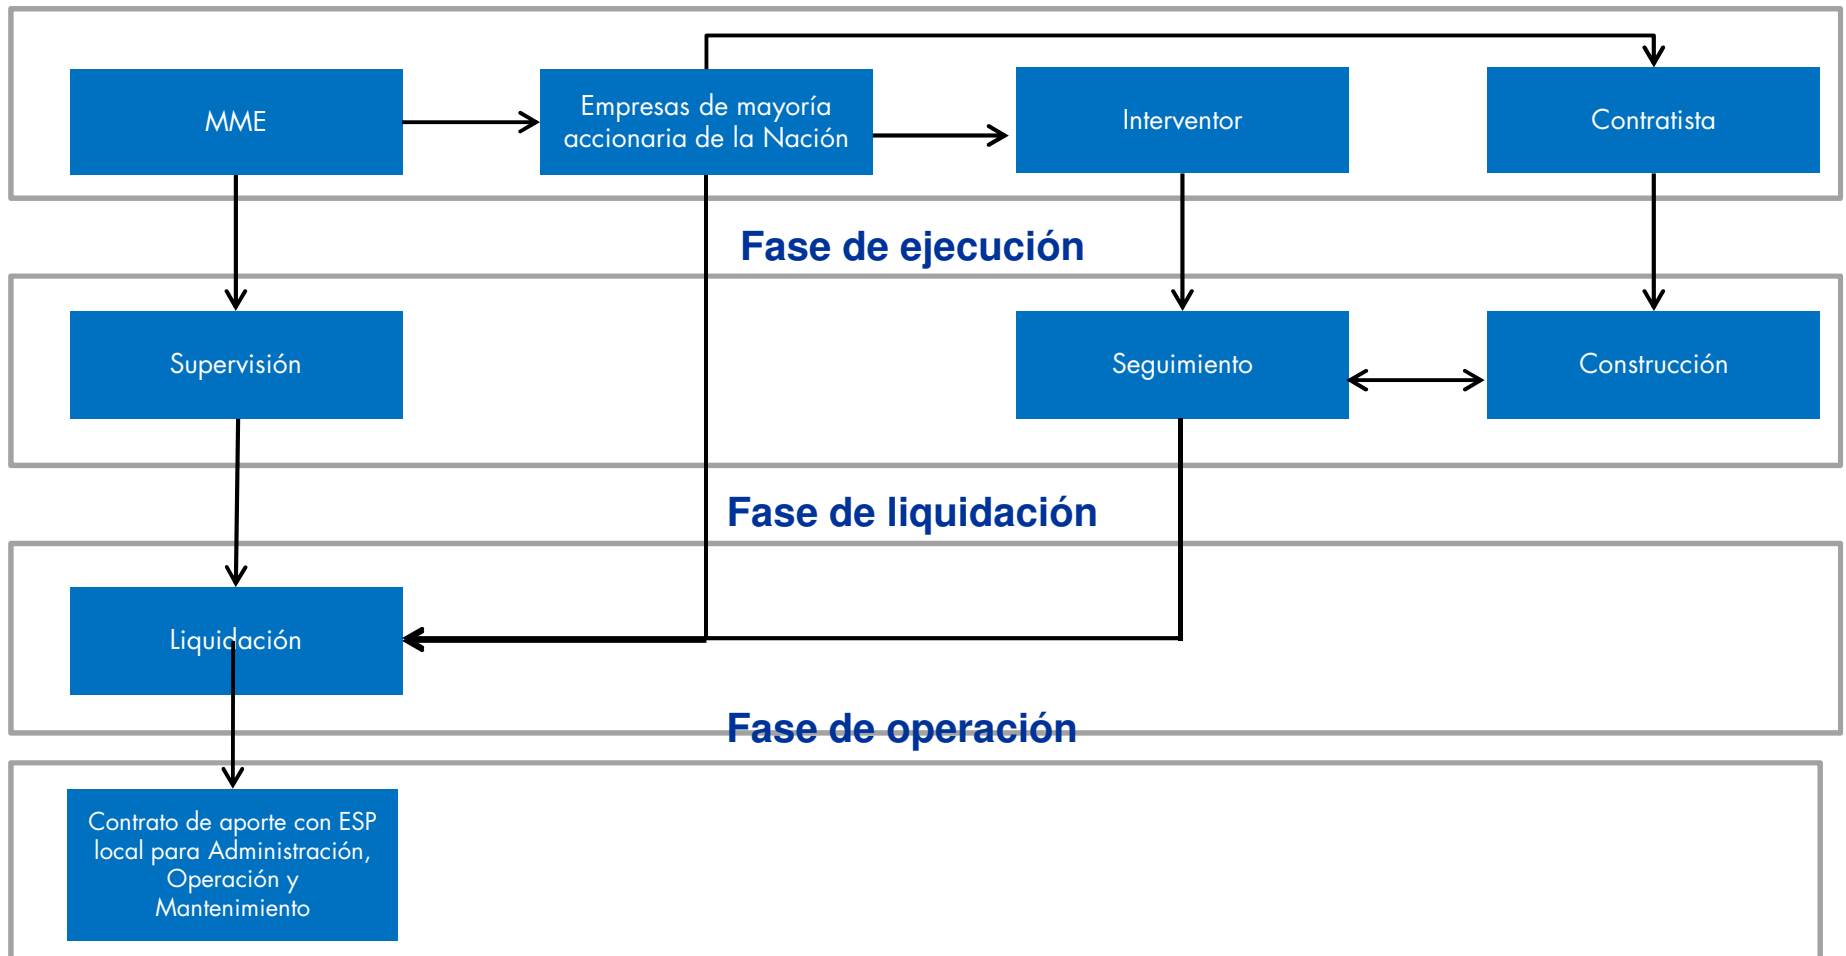 MME
Empresas de mayoría
accionaria de la Nación
Interventor
Contratista
Fase de ejecución
Supervisión
Seguimiento
Construcción
Fase de liquidación
Liquidación
Fase de operación
Contrato de aporte con ESP
local para Administración,
Operación y
Mantenimiento